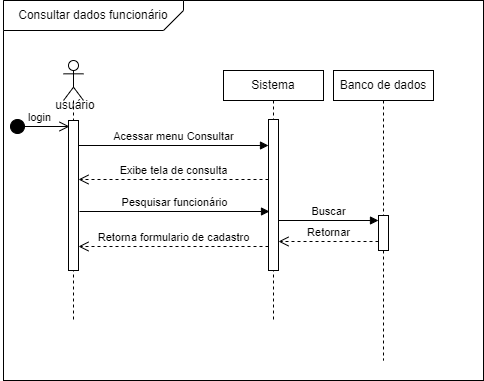 Consultar dados funcionário
usuário
Sistema
Banco de dados
login
Acessar menu Consultar
Exibe tela de consulta
Pesquisar funcionário
Buscar
Retornar
Retorna formulario de cadastro